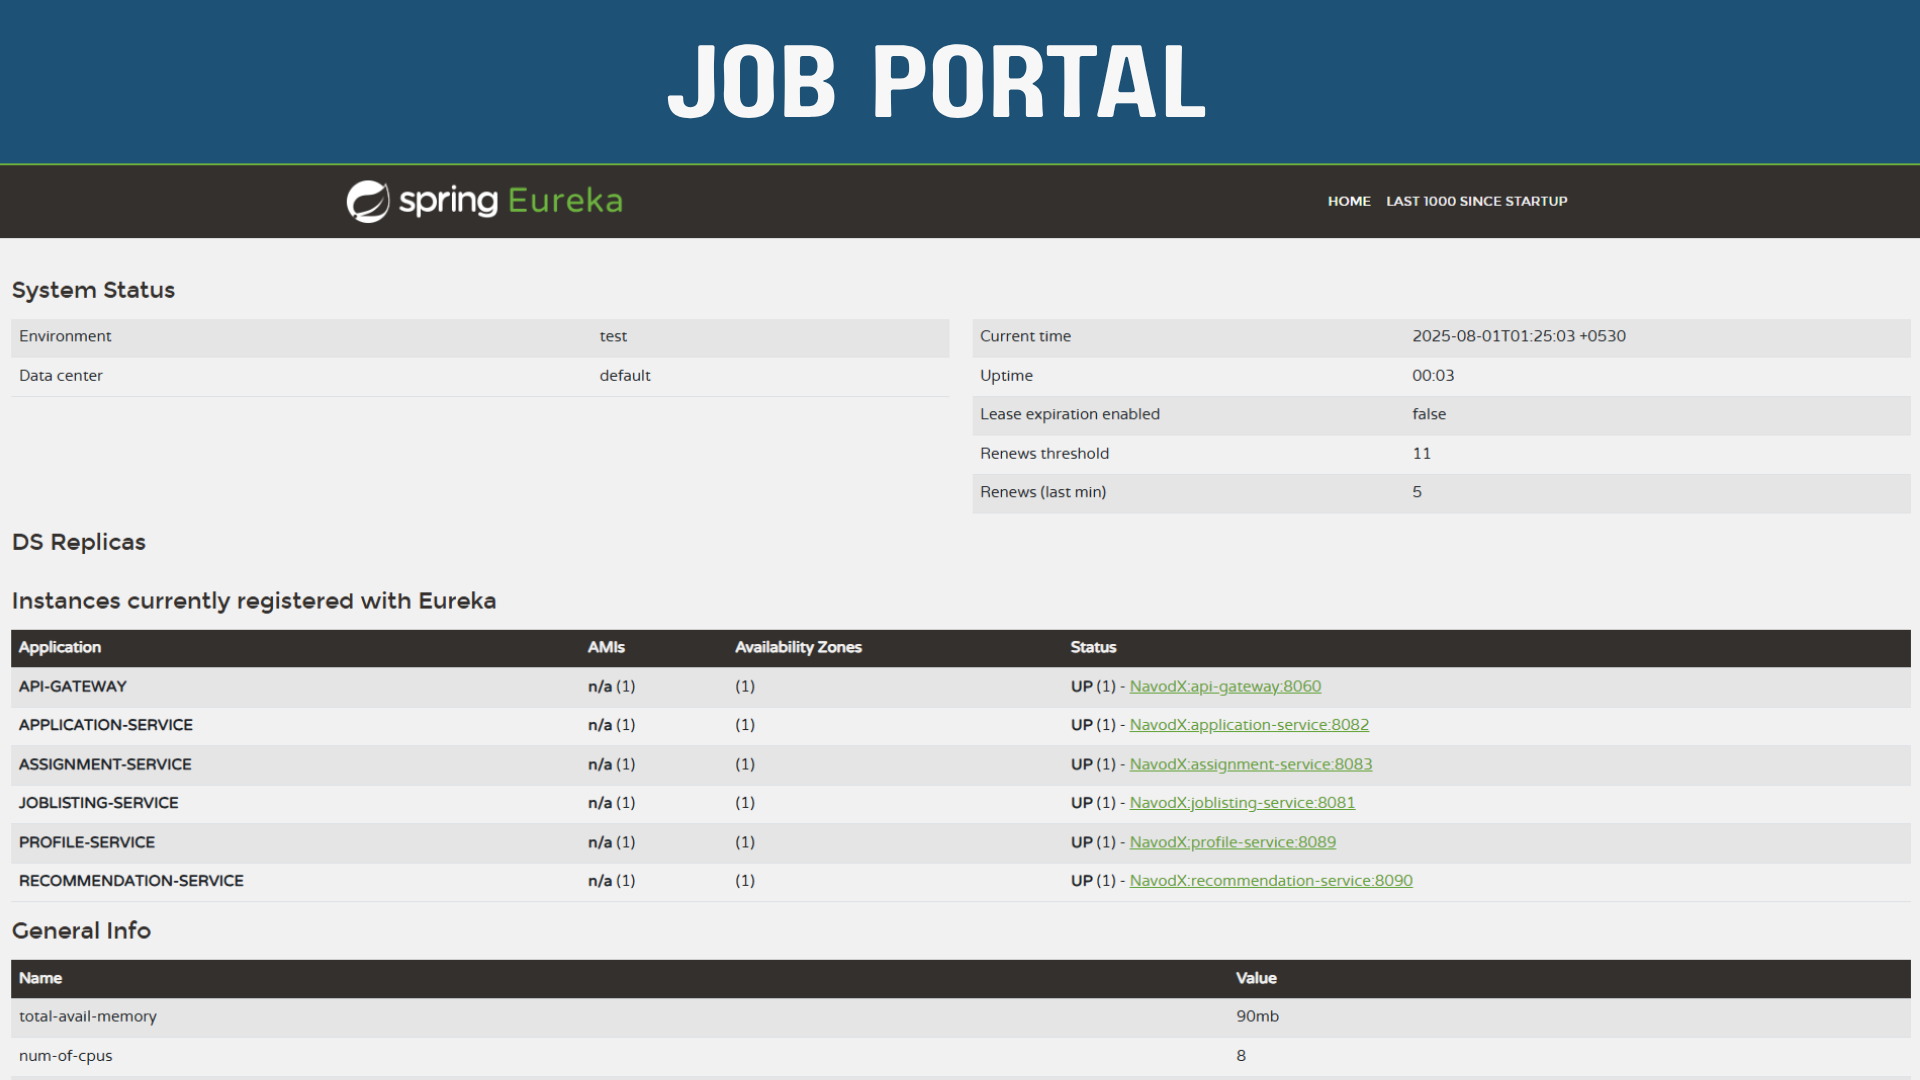 JOB PORTAL
spring Eureka
HOME LAST 1000 SINCE STARTUP
System Status
Environment test
Data center default
Current time 2025-08-01T01:25:03 +0530
Uptime 00:03
Lease expiration enabled false
Renews threshold 11
Renews (last min) 5
DS Replicas
Instances currently registered with Eureka
Application AMIs Availability Zones Status
API-GATEWAY n/a (1) (1) UP (1) - NavodX:api-gateway:8060
APPLICATION-SERVICE n/a (1) (1) UP (1) - NavodX:application-service:8082
ASSIGNMENT-SERVICE n/a (1) (1) UP (1) - NavodX:assignment-service:8083
JOBLISTING-SERVICE n/a (1) (1) UP (1) - NavodX:joblisting-service:8081
PROFILE-SERVICE n/a (1) (1) UP (1) - NavodX:profile-service:8089
RECOMMENDATION-SERVICE n/a (1) (1) UP (1) - NavodX:recommendation-service:8090
General Info
Name Value
total-avail-memory 90mb
num-of-cpus 8